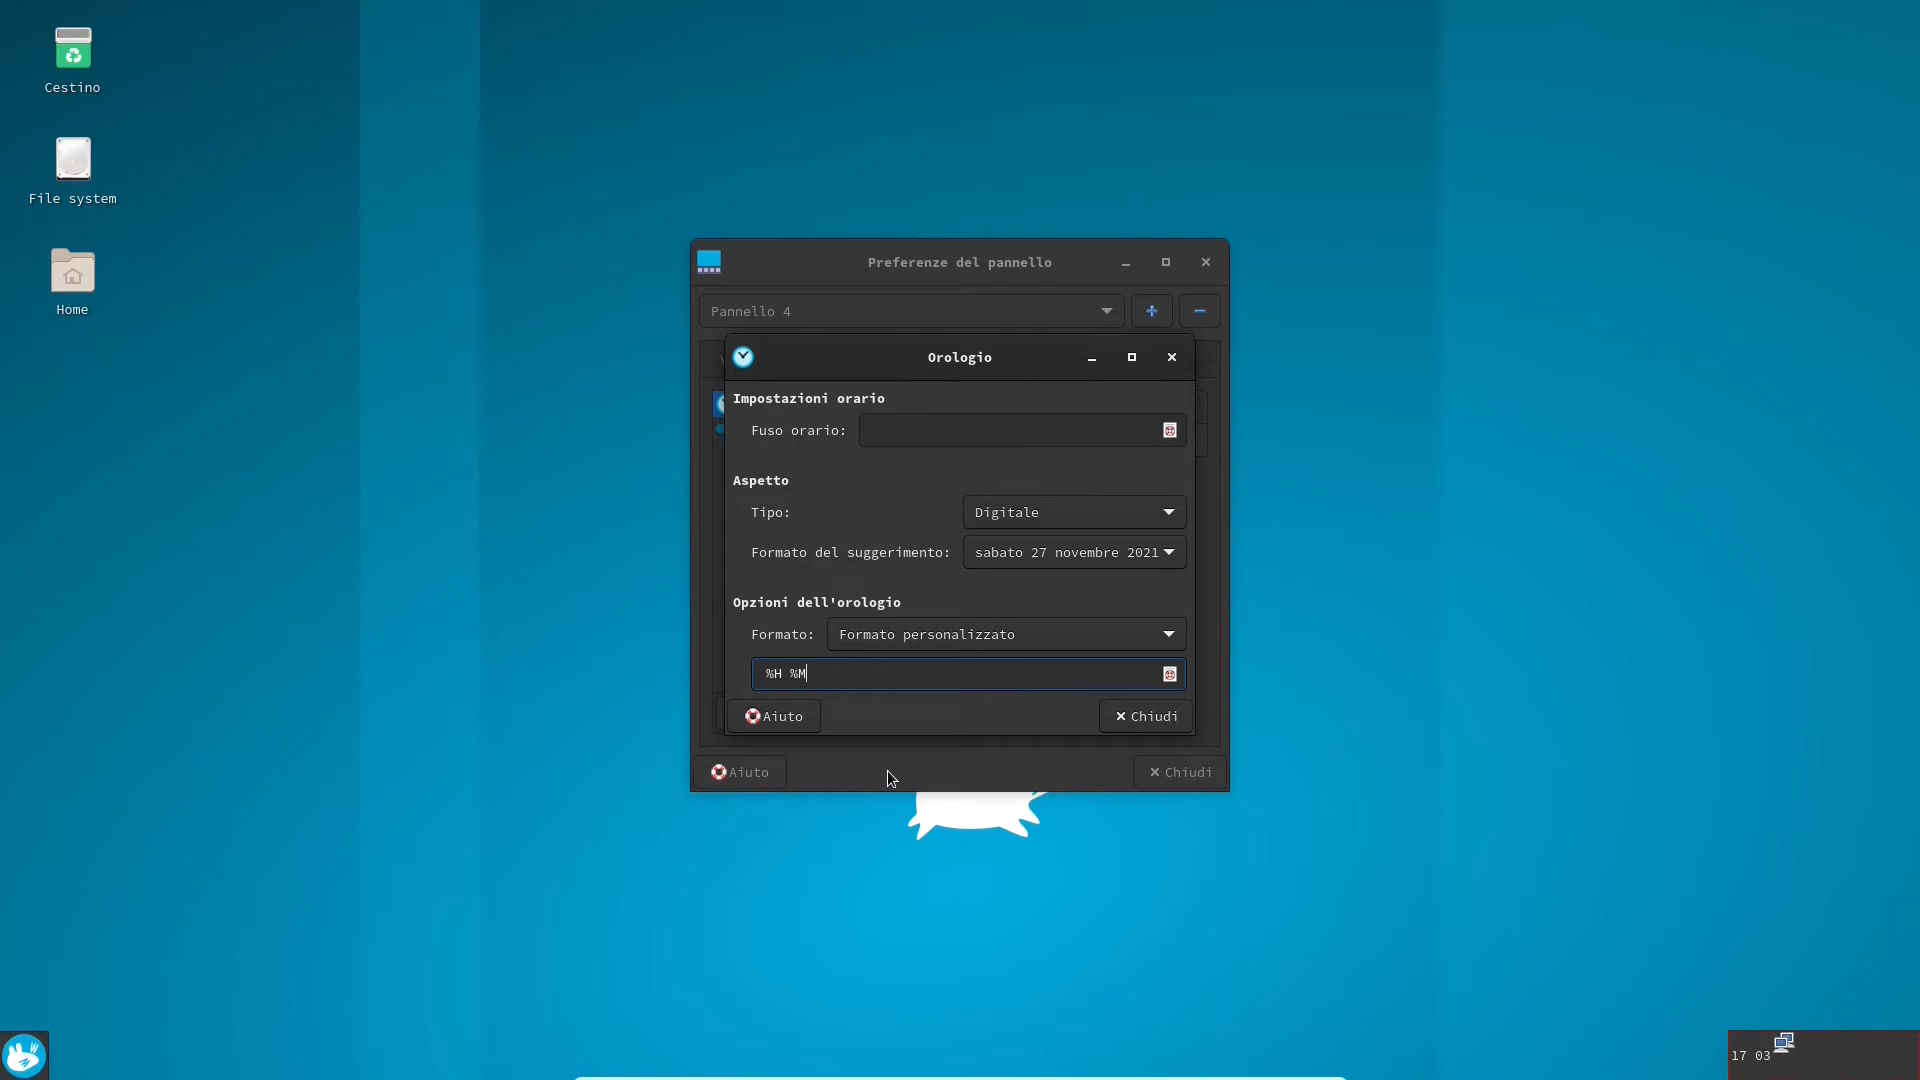 Cestino
File system
Home
Preferenze del pannello
Pannello 4
Orologio
Impostazioni orario
Fuso orario:
Aspetto
Tipo:
Digitale
Formato del suggerimento:
sabato 27 novembre 2021
Opzioni dell'orologio
Formato:
Formato personalizzato
%H %M
Aiuto
Chiudi
Aiuto
Chiudi
17 03